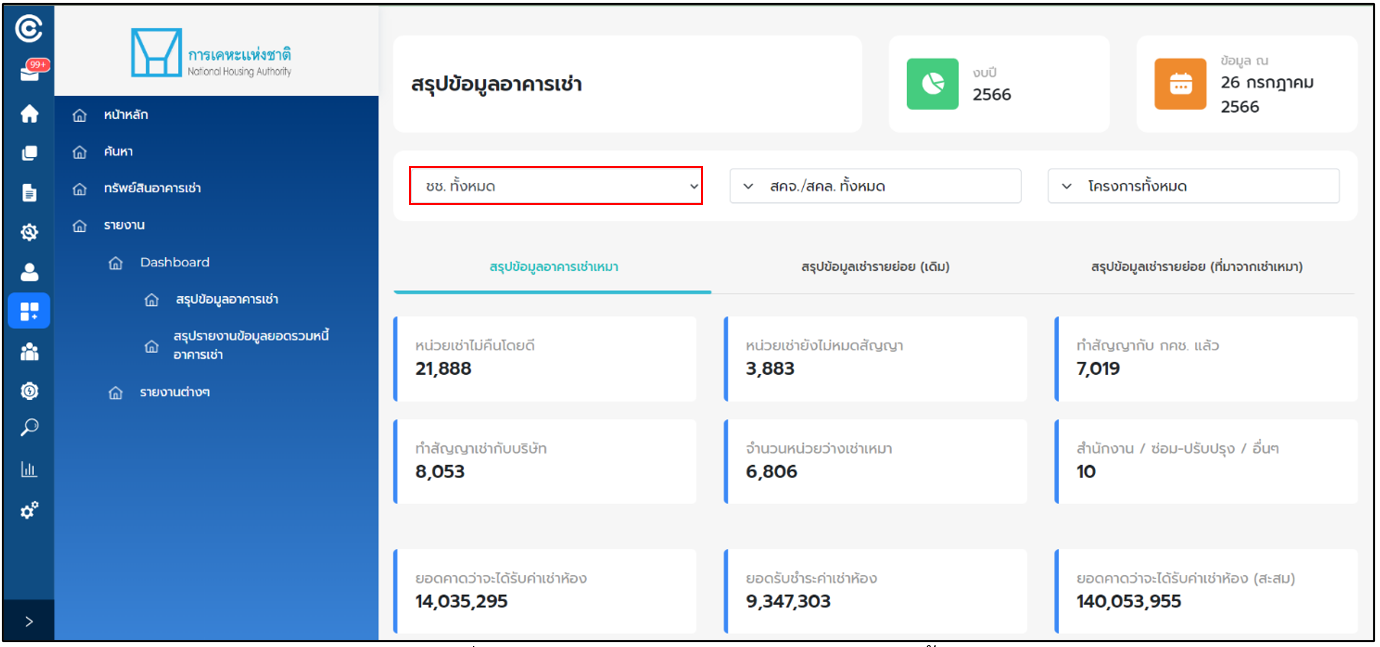 99+
การเคหะแห่งชาติ
National Housing Authority
หน้าหลัก
ค้นหา
ทรัพย์สินอาคารเช่า
รายงาน
Dashboard
สรุปข้อมูลอาคารเช่า
สรุปรายงานข้อมูลยอดรวมหนี้
อาคารเช่า
รายงานต่างๆ
สรุปข้อมูลอาคารเช่า
งบปี
2566
ข้อมูล ณ
26 กรกฎาคม
2566
ชช. ทั้งหมด
สคจ./สคล. ทั้งหมด
โครงการทั้งหมด
สรุปข้อมูลอาคารเช่าเหมา
สรุปข้อมูลเช่ารายย่อย (เดิม)
สรุปข้อมูลเช่ารายย่อย (ที่มาจากเช่าเหมา)
หน่วยเช่าไม่คืนโดยดี
21,888
หน่วยเช่ายังไม่หมดสัญญา
3,883
ทำสัญญากับ กคช. แล้ว
7,019
ทำสัญญาเช่ากับบริษัท
8,053
จำนวนหน่วยว่างเช่าเหมา
6,806
สำนักงาน / ซ่อม-ปรับปรุง / อื่นๆ
10
ยอดคาดว่าจะได้รับค่าเช่าห้อง
14,035,295
ยอดรับชำระค่าเช่าห้อง
9,347,303
ยอดคาดว่าจะได้รับค่าเช่าห้อง (สะสม)
140,053,955